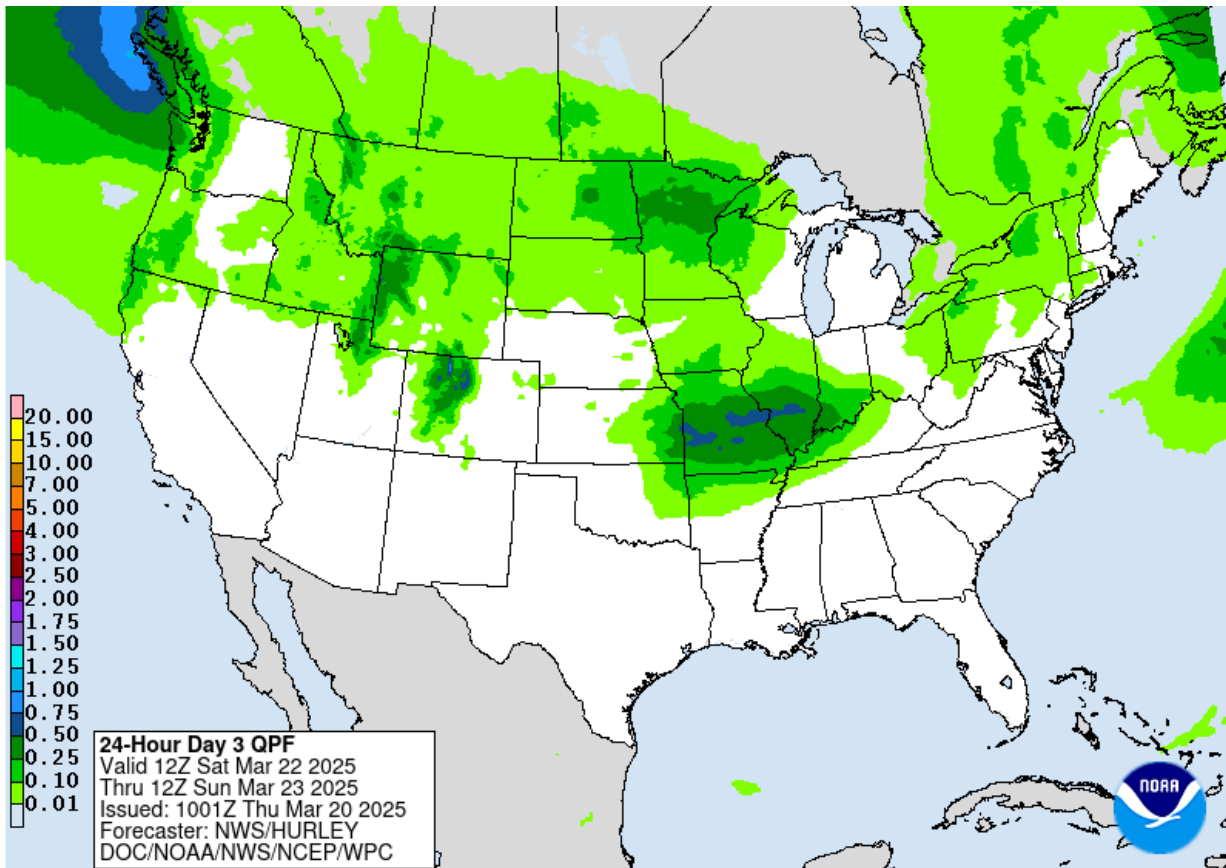 20.00
15.00
10.00
7.00
5.00
4.00
3.00
2.50
2.00
1.75
1.50
1.25
1.00
0.75
0.50
0.25
0.10
0.01
24-Hour Day 3 QPF
Valid 12Z Sat Mar 22 2025
Thru 12Z Sun Mar 23 2025
Issued: 1001Z Thu Mar 20 2025
Forecaster: NWS/HURLEY
DOC/NOAA/NWS/NCEP/WPC
NOAA